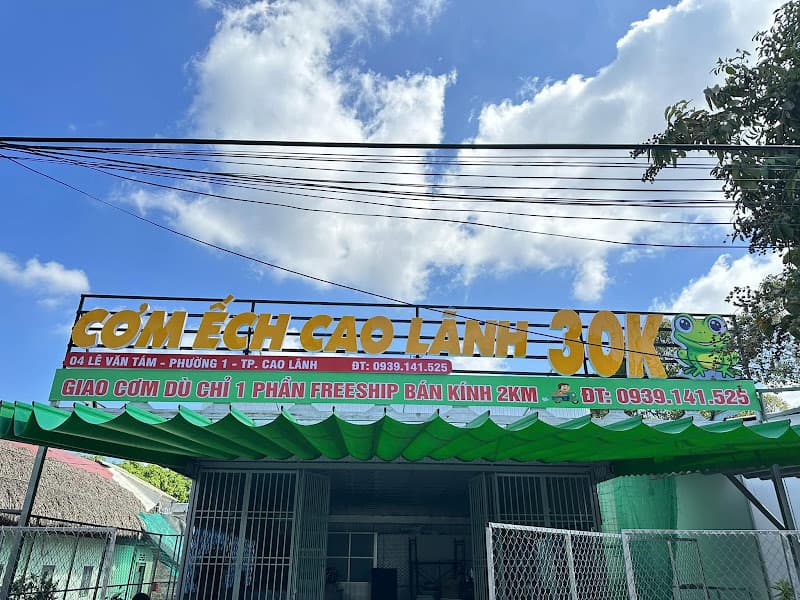 CƠM ẾCH CAO LÃNH 30K
04 LÊ VĂN TÁM - PHƯỜNG 1 - TP. CAO LÃNH ĐT: 0939.141.525
GIAO CƠM DÙ CHỈ 1 PHẦN FREESHIP BÁN KÍNH 2KM - ĐT: 0939.141.525